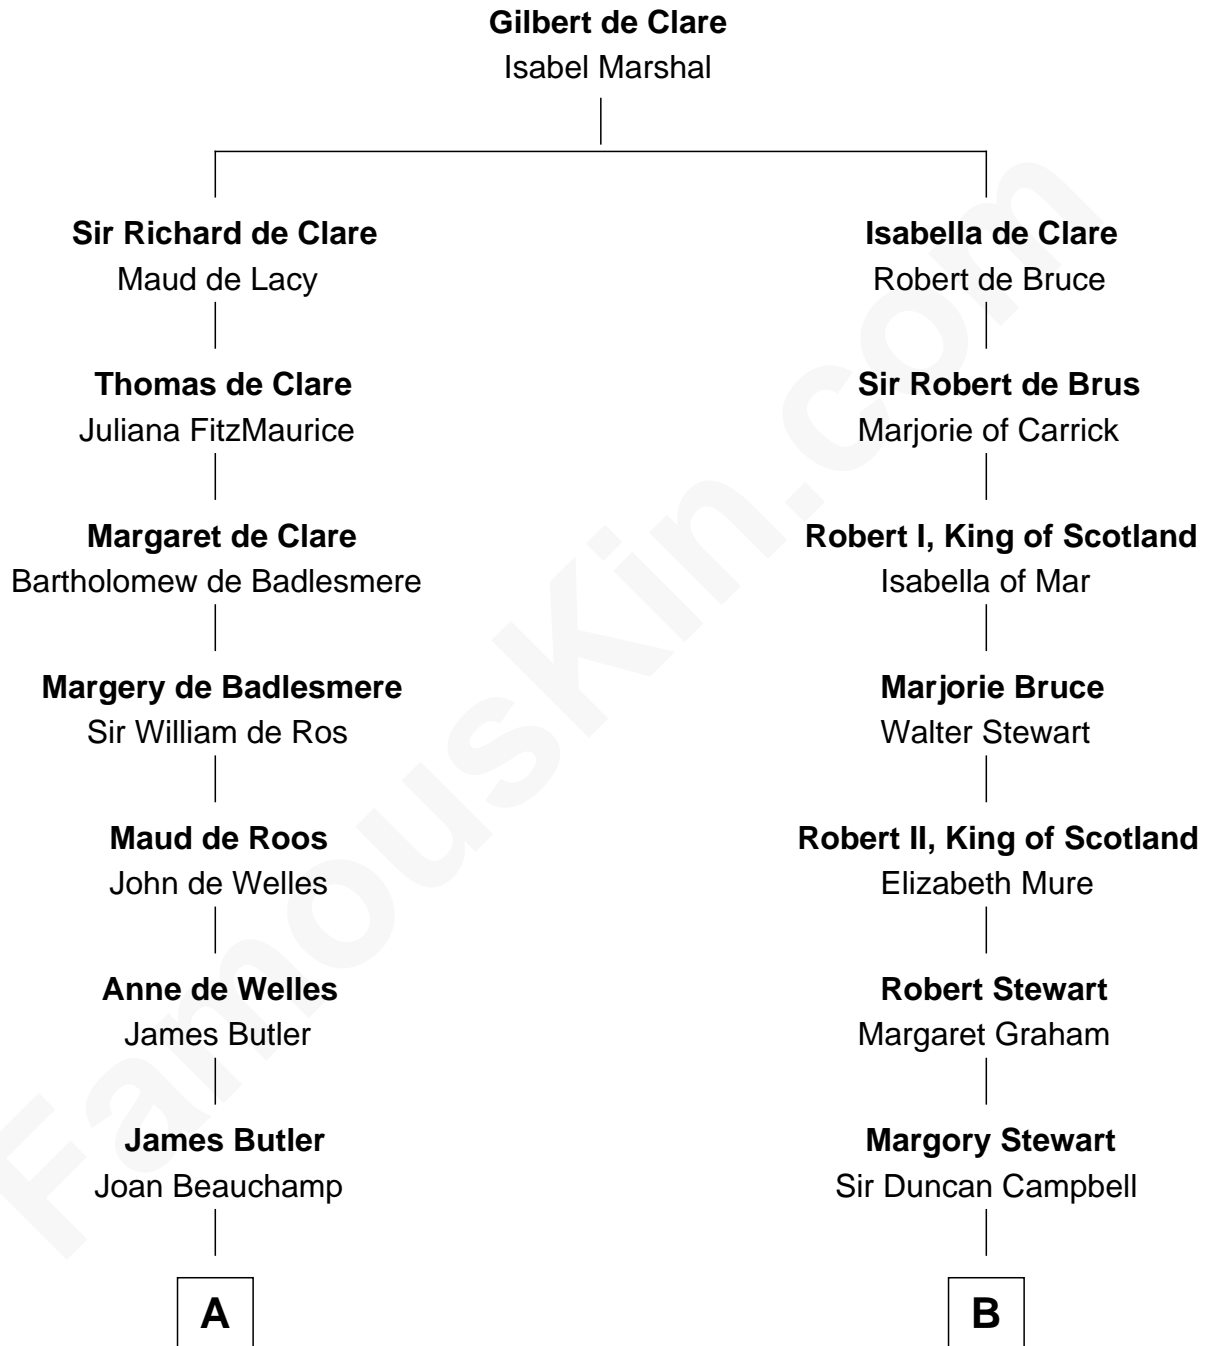 Gilbert de Clare
Isabel Marshal
Sir Richard de Clare
Maud de Lacy
Thomas de Clare
Juliana FitzMaurice
Margaret de Clare
Bartholomew de Badlesmere
Margery de Badlesmere
Sir William de Ros
Maud de Roos
John de Welles
Anne de Welles
James Butler
James Butler
Joan Beauchamp
A
Isabella de Clare
Robert de Bruce
Sir Robert de Brus
Marjorie of Carrick
Robert I, King of Scotland
Isabella of Mar
Marjorie Bruce
Walter Stewart
Robert II, King of Scotland
Elizabeth Mure
Robert Stewart
Margaret Graham
Margory Stewart
Sir Duncan Campbell
B
FamousKin.com